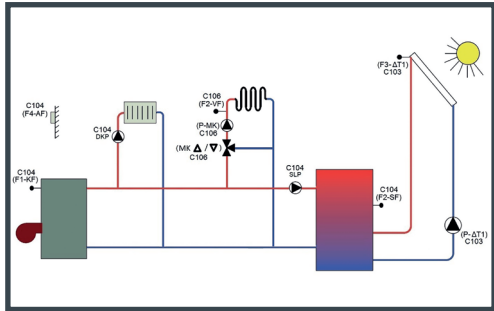 C104
(F4-AF)
C104
DKP
C106
(F2-VF)
(P-MK)
C106
(MK △ / ▽)
C106
(F3-ΔT1)
C103
C104
(F1-KF)
C104
SLP
C104
(F2-SF)
(P-ΔT1)
C103